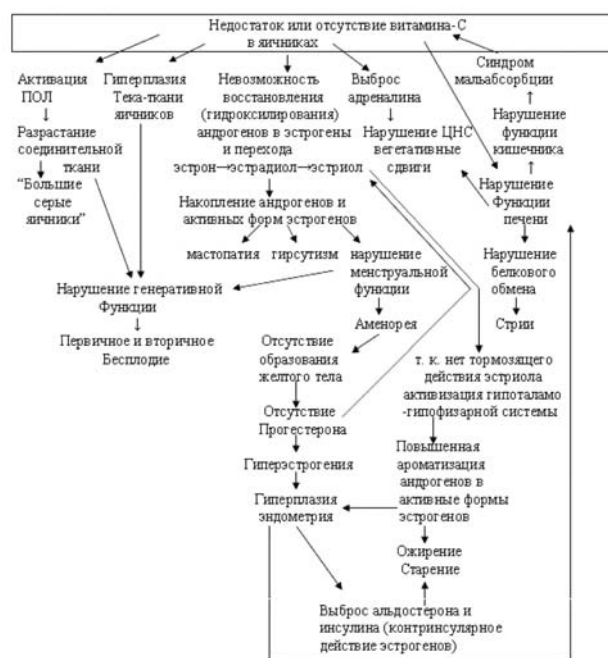 Недостаток или отсутствие витамина-С
в яичниках
Активация
ПОЛ
↓
Разрастание
соединительной
ткани
↓
“Большие
серые
яичники”
Гиперплазия
Тека-ткани
яичников
Невозможность
восстановления
(гидроксилирования)
андрогенов в эстрогены
и перехода
эстрон→эстрадиол→эстриол
Выброс
адреналина
Нарушение ЦНС
вегетативные
сдвиги
Синдром
мальабсорбции
↑
Нарушение
функции
кишечника
↑
Нарушение
Функции
печени
Накопление андрогенов и
активных форм эстрогенов
мастопатия гирсутизм нарушение
менструальной
функции
Нарушение
белкового
обмена
Стрии
Нарушение генеративной
Функции
↓
Первичное и вторичное
Бесплодие
Аменорея
Отсутствие
образования
желтого тела
Отсутствие
Прогестерона
Гиперэстрогения
Гиперплазия
эндометрия
т. к. нет тормозящего
действия эстриола
активизация гипоталамо
-гипофизарной системы
Повышенная
ароматизация
андрогенов в
активные формы
эстрогенов
Ожирение
Старение
Выброс альдостерона и
инсулина (контринсулярное
действие эстрогенов)